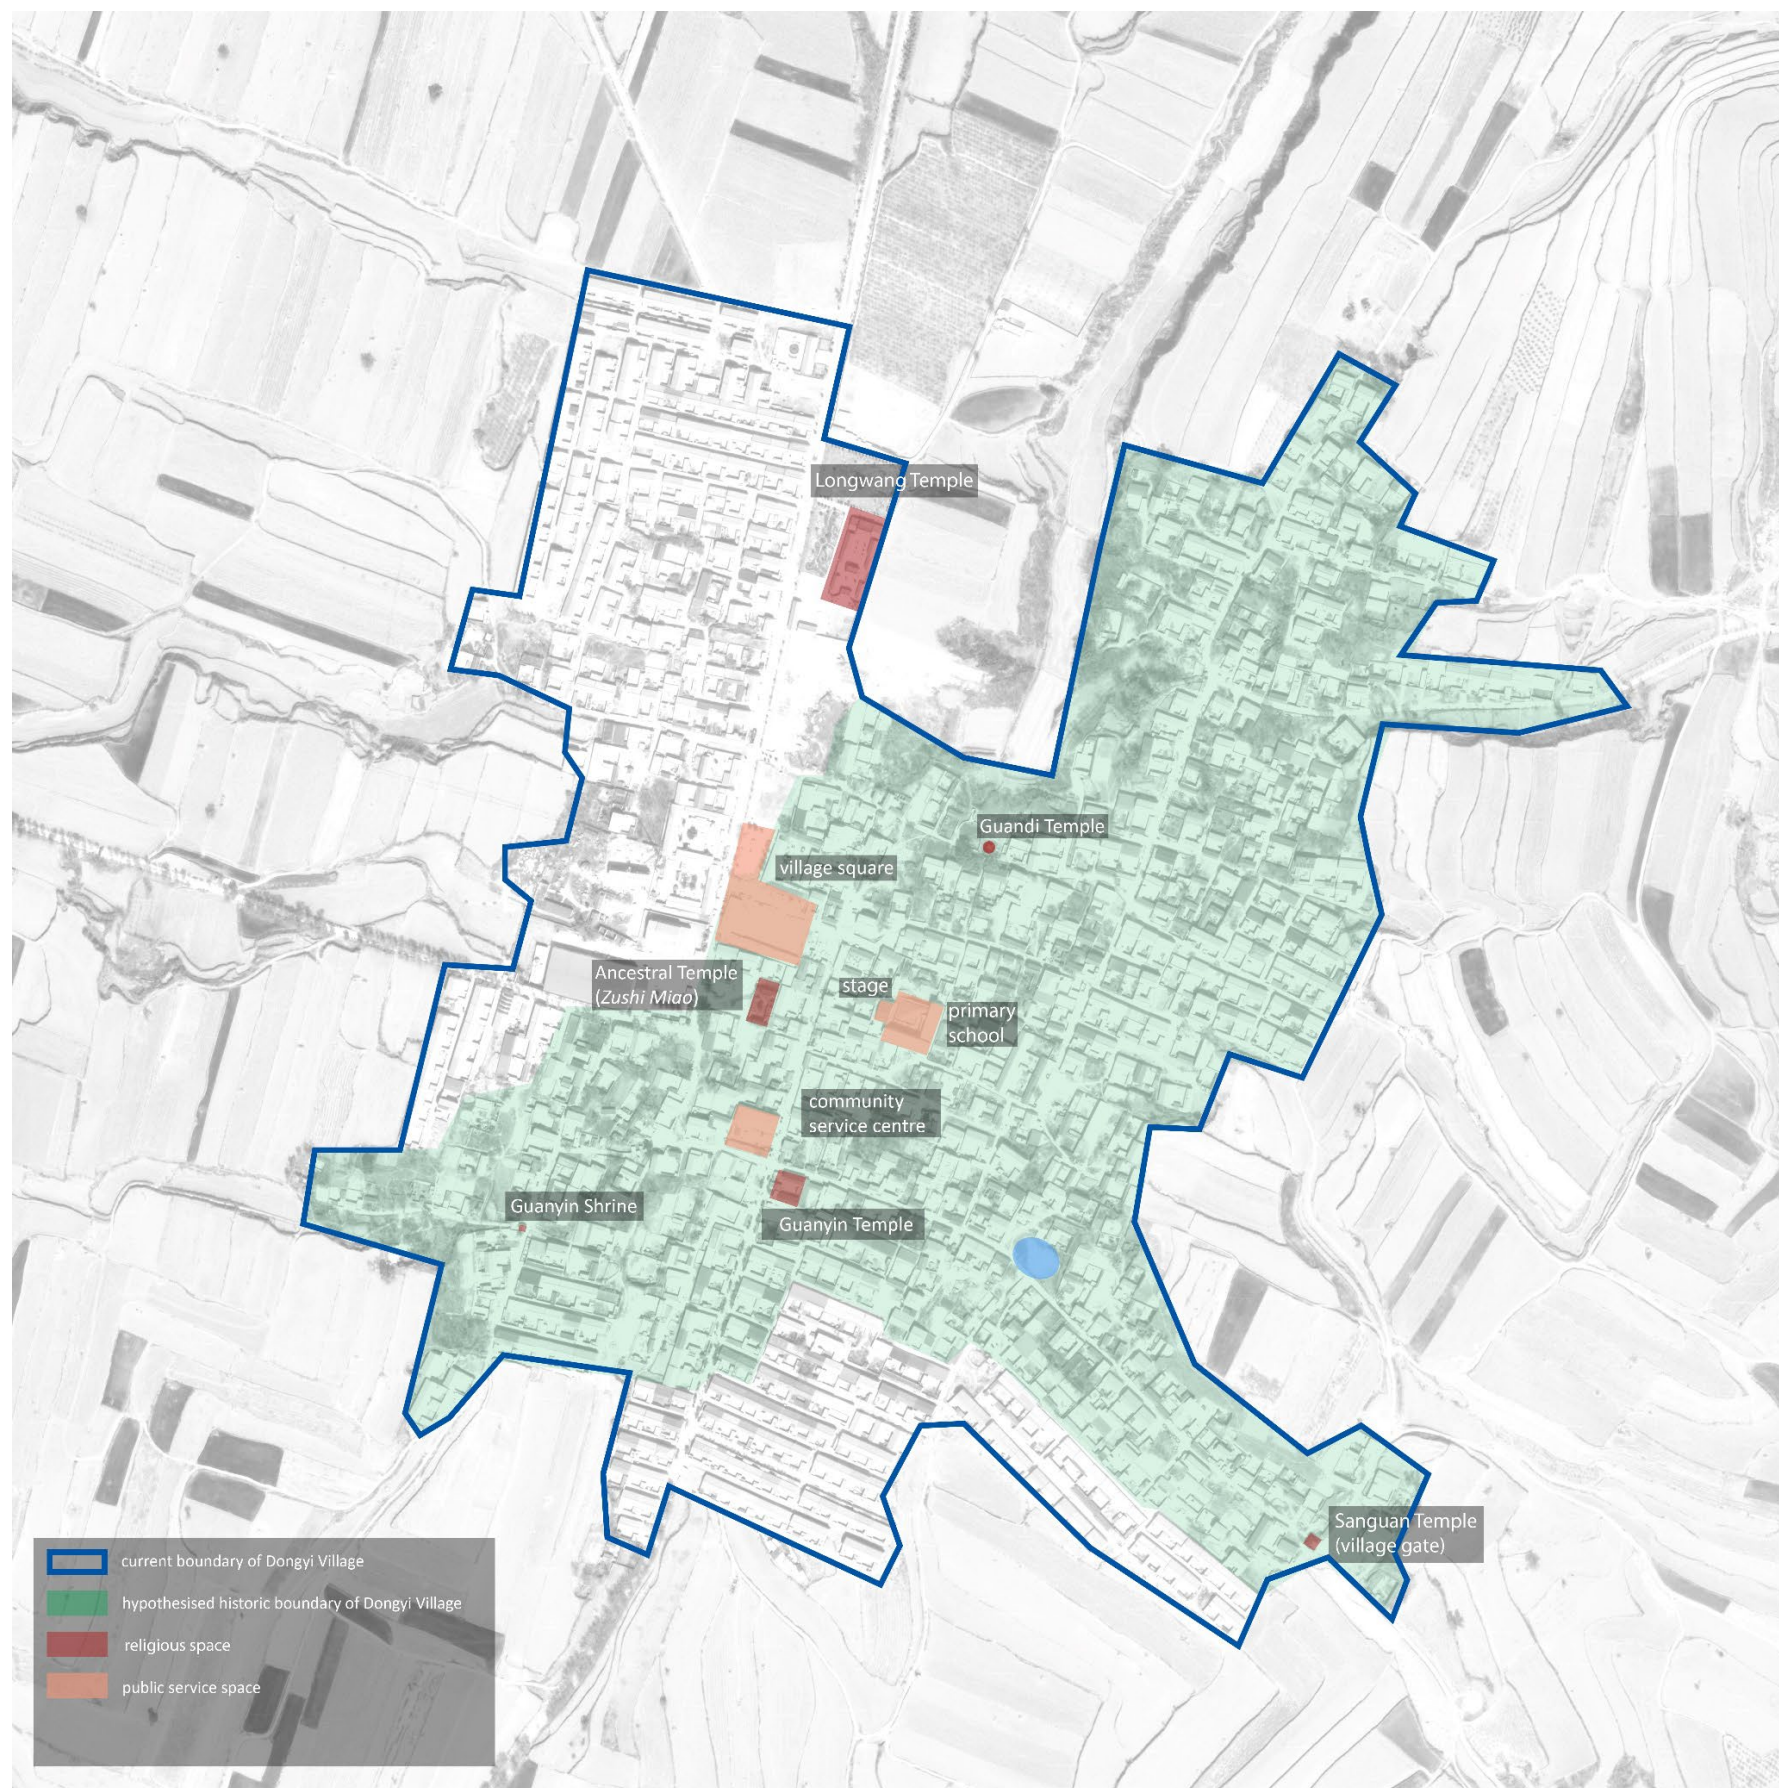 Longwang Temple
Guandi Temple
village square
Ancestral Temple
(Zushi Miao)
stage
primary
school
community
service centre
Guanyin Shrine
Guanyin Temple
Sanguan Temple
(village gate)
current boundary of Dongyi Village
hypothesised historic boundary of Dongyi Village
religious space
public service space